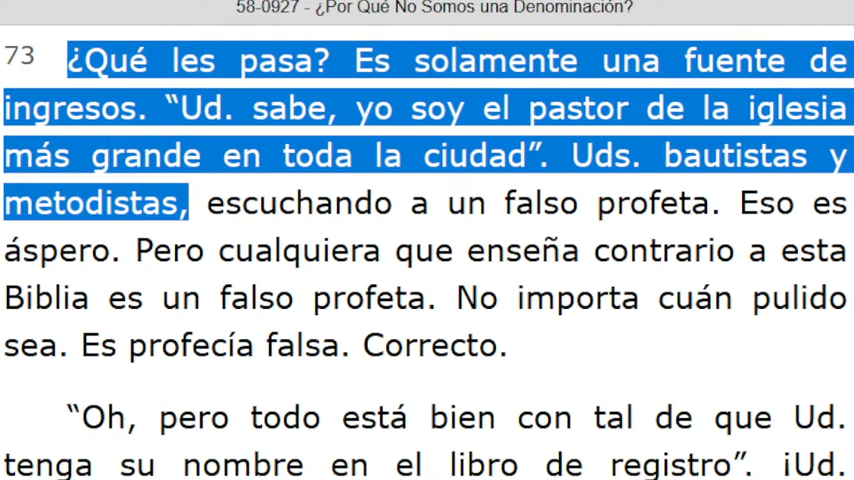 58-0927 - ¿Por Qué No Somos una Denominación?
73 ¿Qué les pasa? Es solamente una fuente de
ingresos. “Ud. sabe, yo soy el pastor de la iglesia
más grande en toda la ciudad”. Uds. bautistas y
metodistas, escuchando a un falso profeta. Eso es
áspero. Pero cualquiera que enseña contrario a esta
Biblia es un falso profeta. No importa cuán pulido
sea. Es profecía falsa. Correcto.
“Oh, pero todo está bien con tal de que Ud.
tenga su nombre en el libro de registro”. ¡Ud.